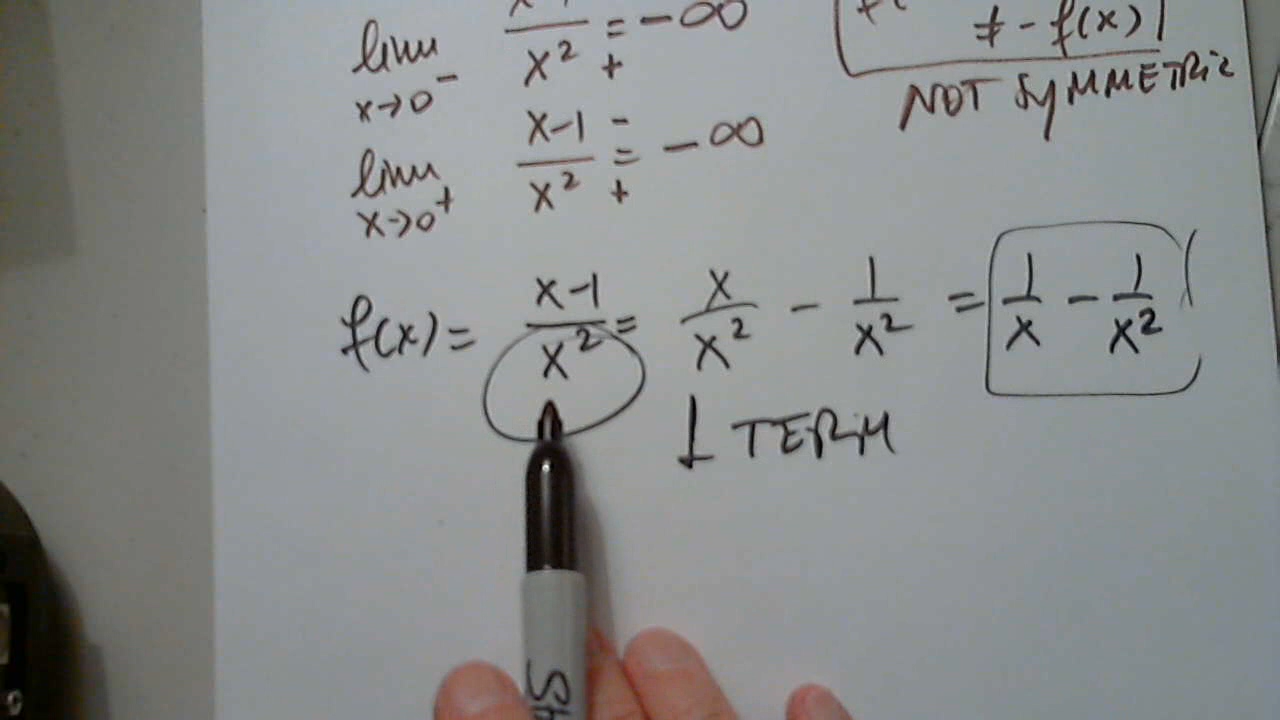 lim x→0⁻ x-1/x² = -∞ +
≠ - f(x)
NOT SYMMETRIC
lim x→0⁺ x-1/x² - = + -∞
f(x) = x-1/x² = x/x² - 1/x² = 1/x - 1/x²
1 TERM